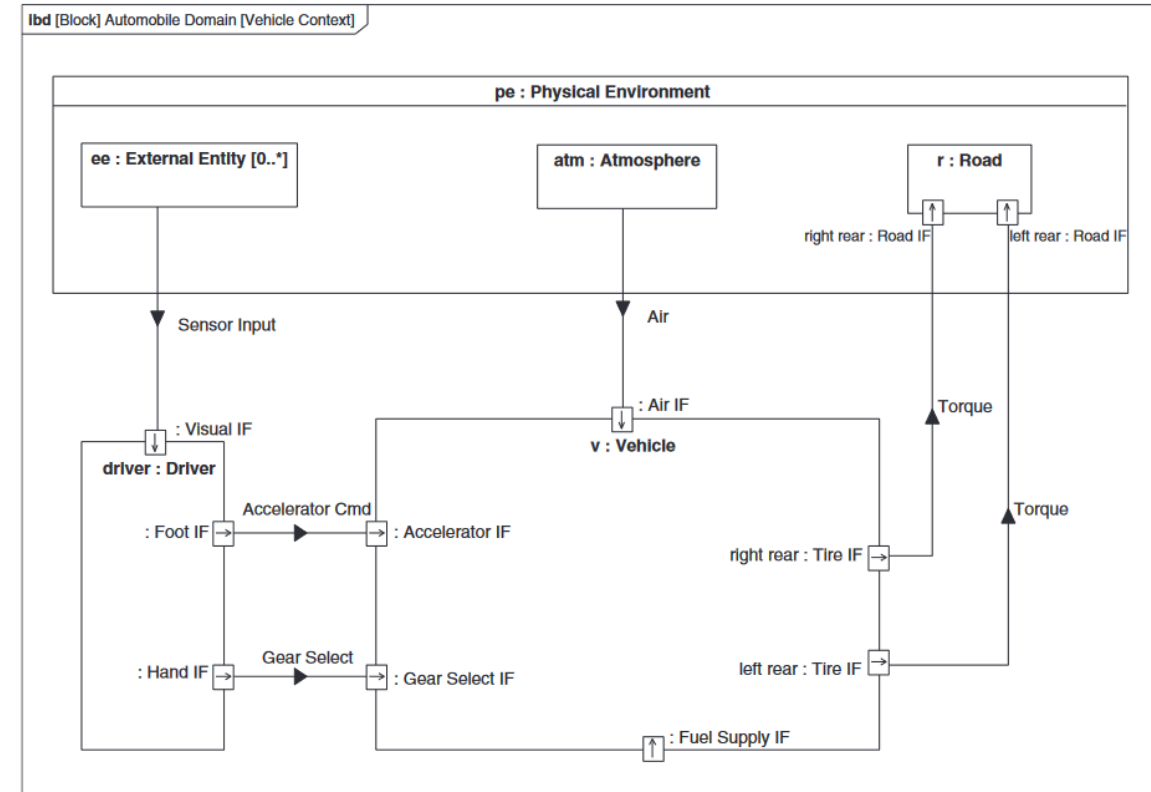 ibd [Block] Automobile Domain [Vehicle Context]
pe : Physical Environment
ee : External Entity [0..*]
atm : Atmosphere
r : Road
right rear : Road IF
left rear : Road IF
Sensor Input
Air
: Visual IF
: Air IF
Torque
driver : Driver
v : Vehicle
Accelerator Cmd
: Foot IF
: Accelerator IF
Torque
right rear : Tire IF
Gear Select
: Hand IF
: Gear Select IF
left rear : Tire IF
: Fuel Supply IF